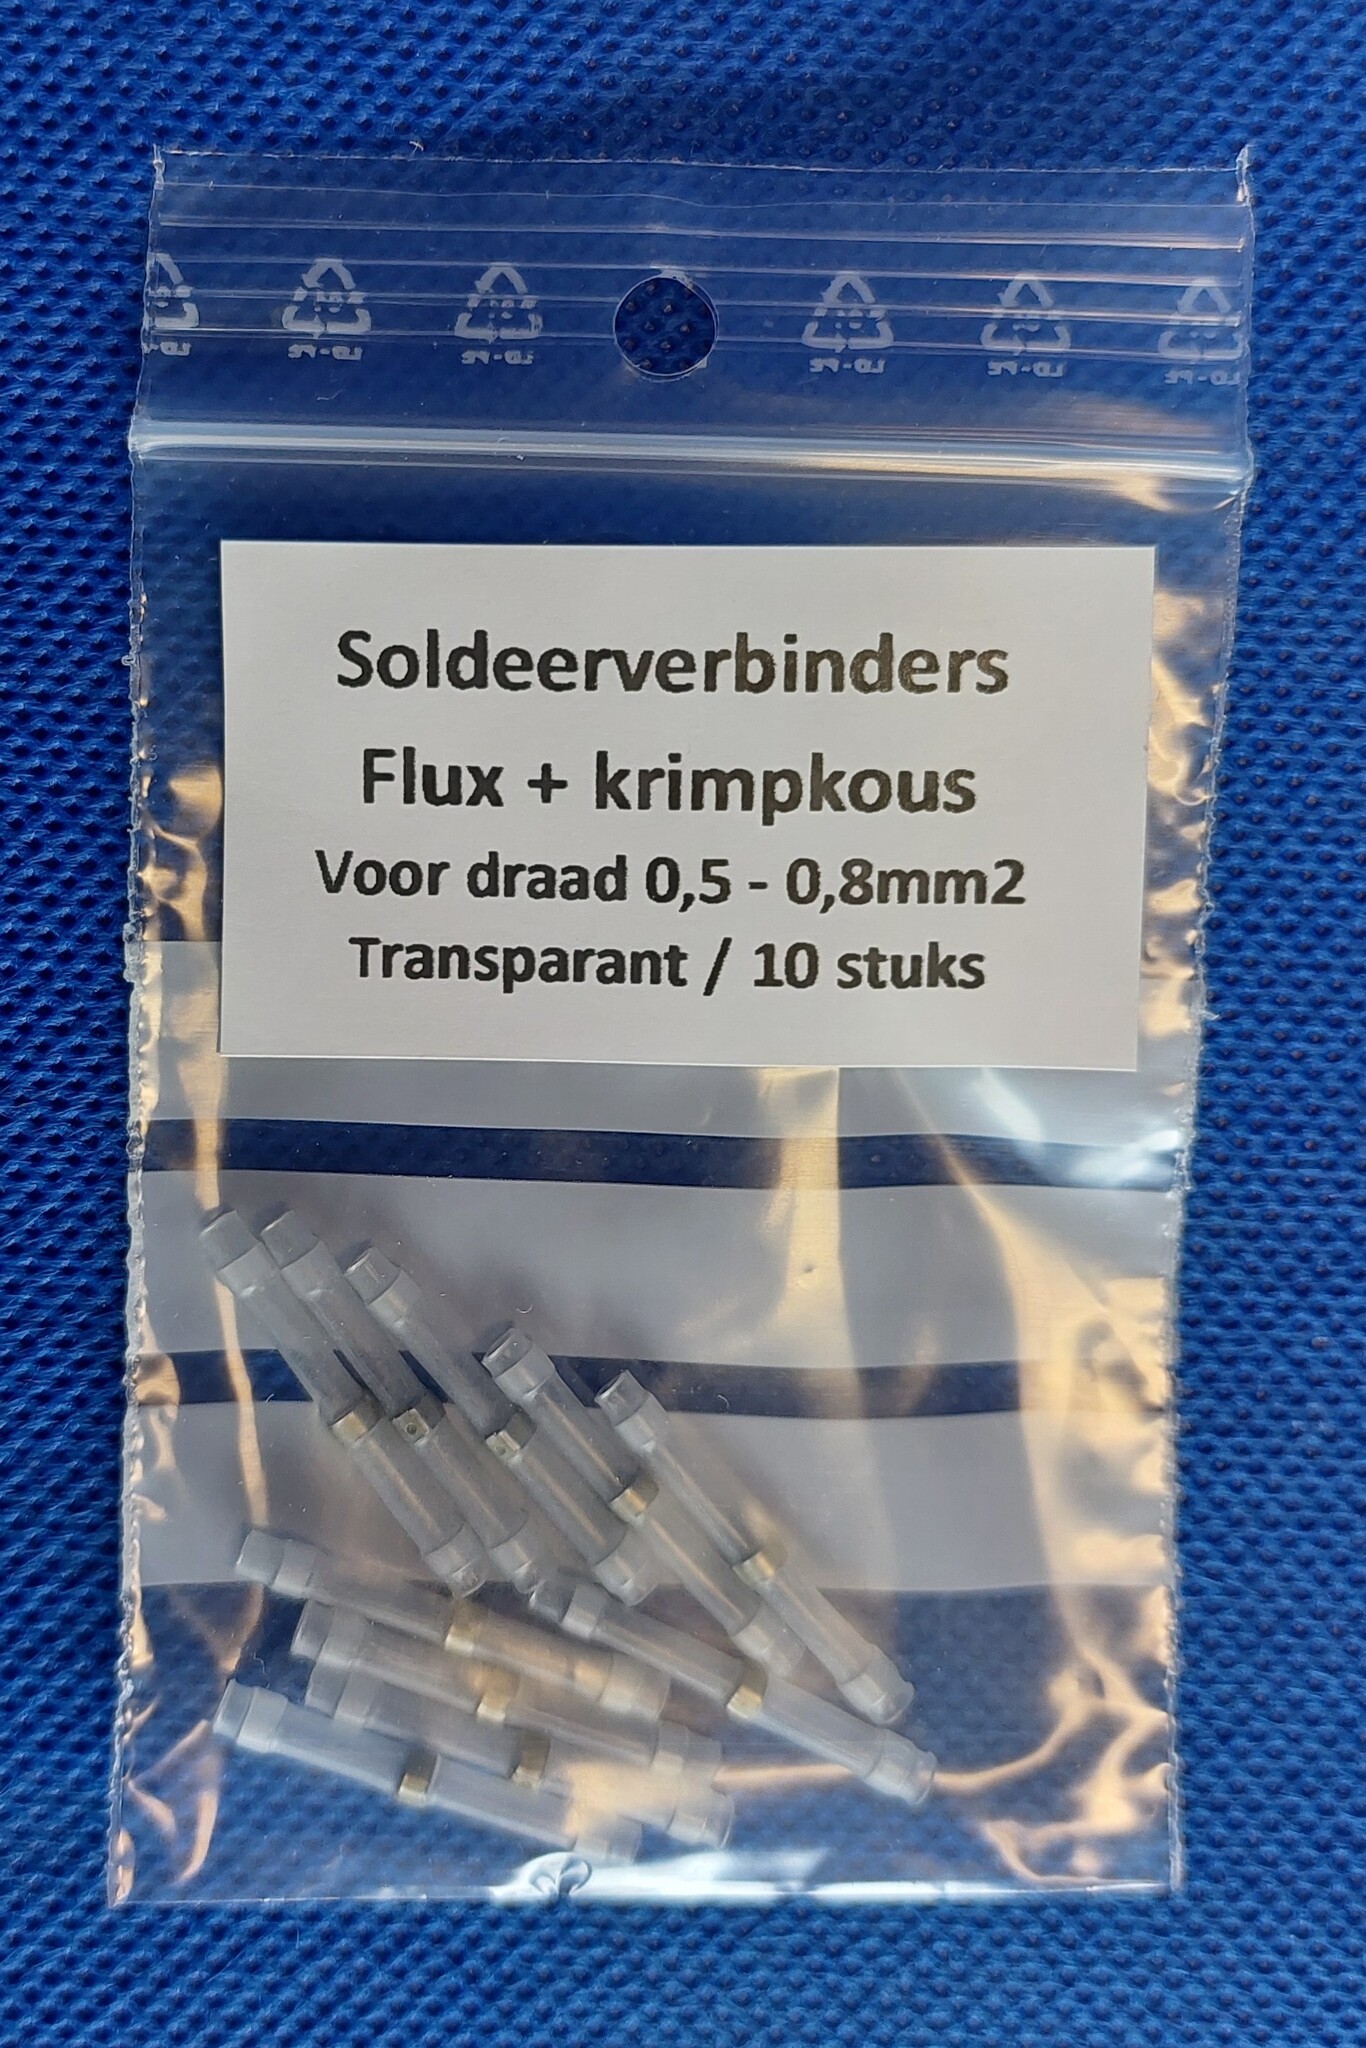 Soldeerverbinders
Flux + krimpkous
Voor draad 0,5 - 0,8mm2
Transparant / 10 stuks